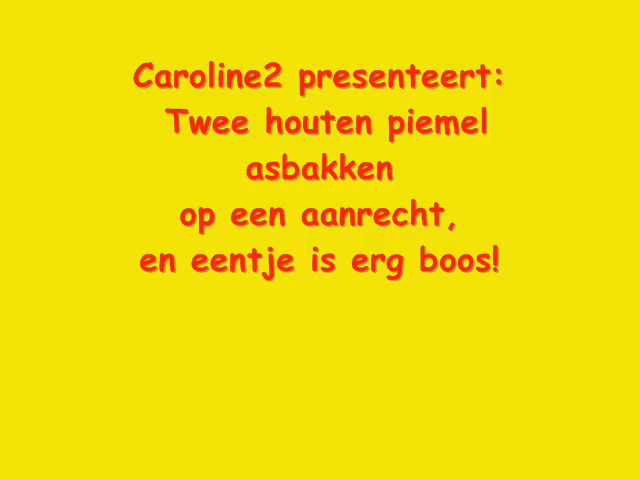 Caroline2 presenteert:
Twee houten piemel
asbakken
op een aanrecht,
en eentje is erg boos!